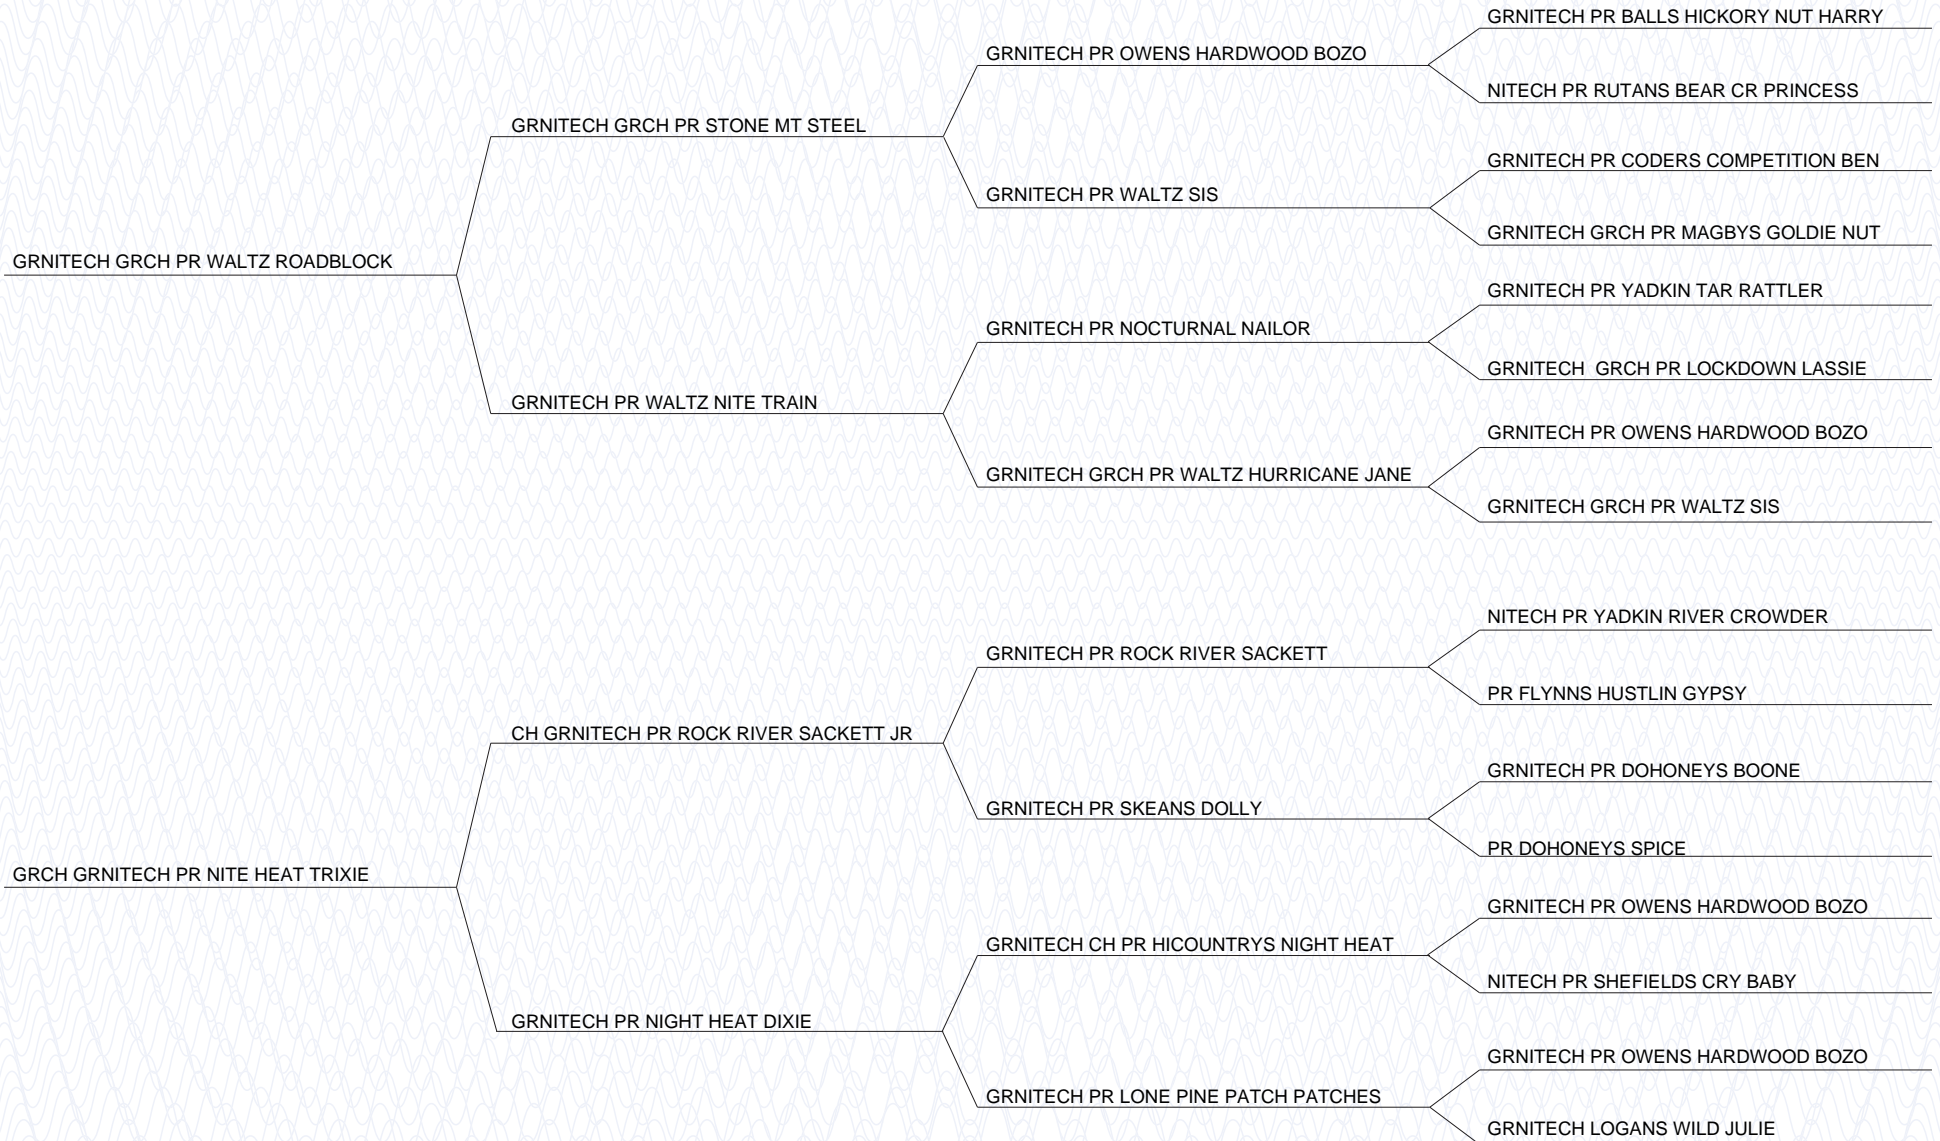 GRNITECH PR BALLS HICKORY NUT HARRY
GRNITECH PR OWENS HARDWOOD BOZO
NITECH PR RUTANS BEAR CR PRINCESS
GRNITECH GRCH PR STONE MT STEEL
GRNITECH PR CODERS COMPETITION BEN
GRNITECH PR WALTZ SIS
GRNITECH GRCH PR MAGBYS GOLDIE NUT
GRNITECH GRCH PR WALTZ ROADBLOCK
GRNITECH PR YADKIN TAR RATTLER
GRNITECH PR NOCTURNAL NAILOR
GRNITECH  GRCH PR LOCKDOWN LASSIE
GRNITECH PR WALTZ NITE TRAIN
GRNITECH PR OWENS HARDWOOD BOZO
GRNITECH GRCH PR WALTZ HURRICANE JANE
GRNITECH GRCH PR WALTZ SIS
NITECH PR YADKIN RIVER CROWDER
GRNITECH PR ROCK RIVER SACKETT
PR FLYNNS HUSTLIN GYPSY
CH GRNITECH PR ROCK RIVER SACKETT JR
GRNITECH PR DOHONEYS BOONE
GRNITECH PR SKEANS DOLLY
PR DOHONEYS SPICE
GRCH GRNITECH PR NITE HEAT TRIXIE
GRNITECH PR OWENS HARDWOOD BOZO
GRNITECH CH PR HICOUNTRYS NIGHT HEAT
NITECH PR SHEFIELDS CRY BABY
GRNITECH PR NIGHT HEAT DIXIE
GRNITECH PR OWENS HARDWOOD BOZO
GRNITECH PR LONE PINE PATCH PATCHES
GRNITECH LOGANS WILD JULIE